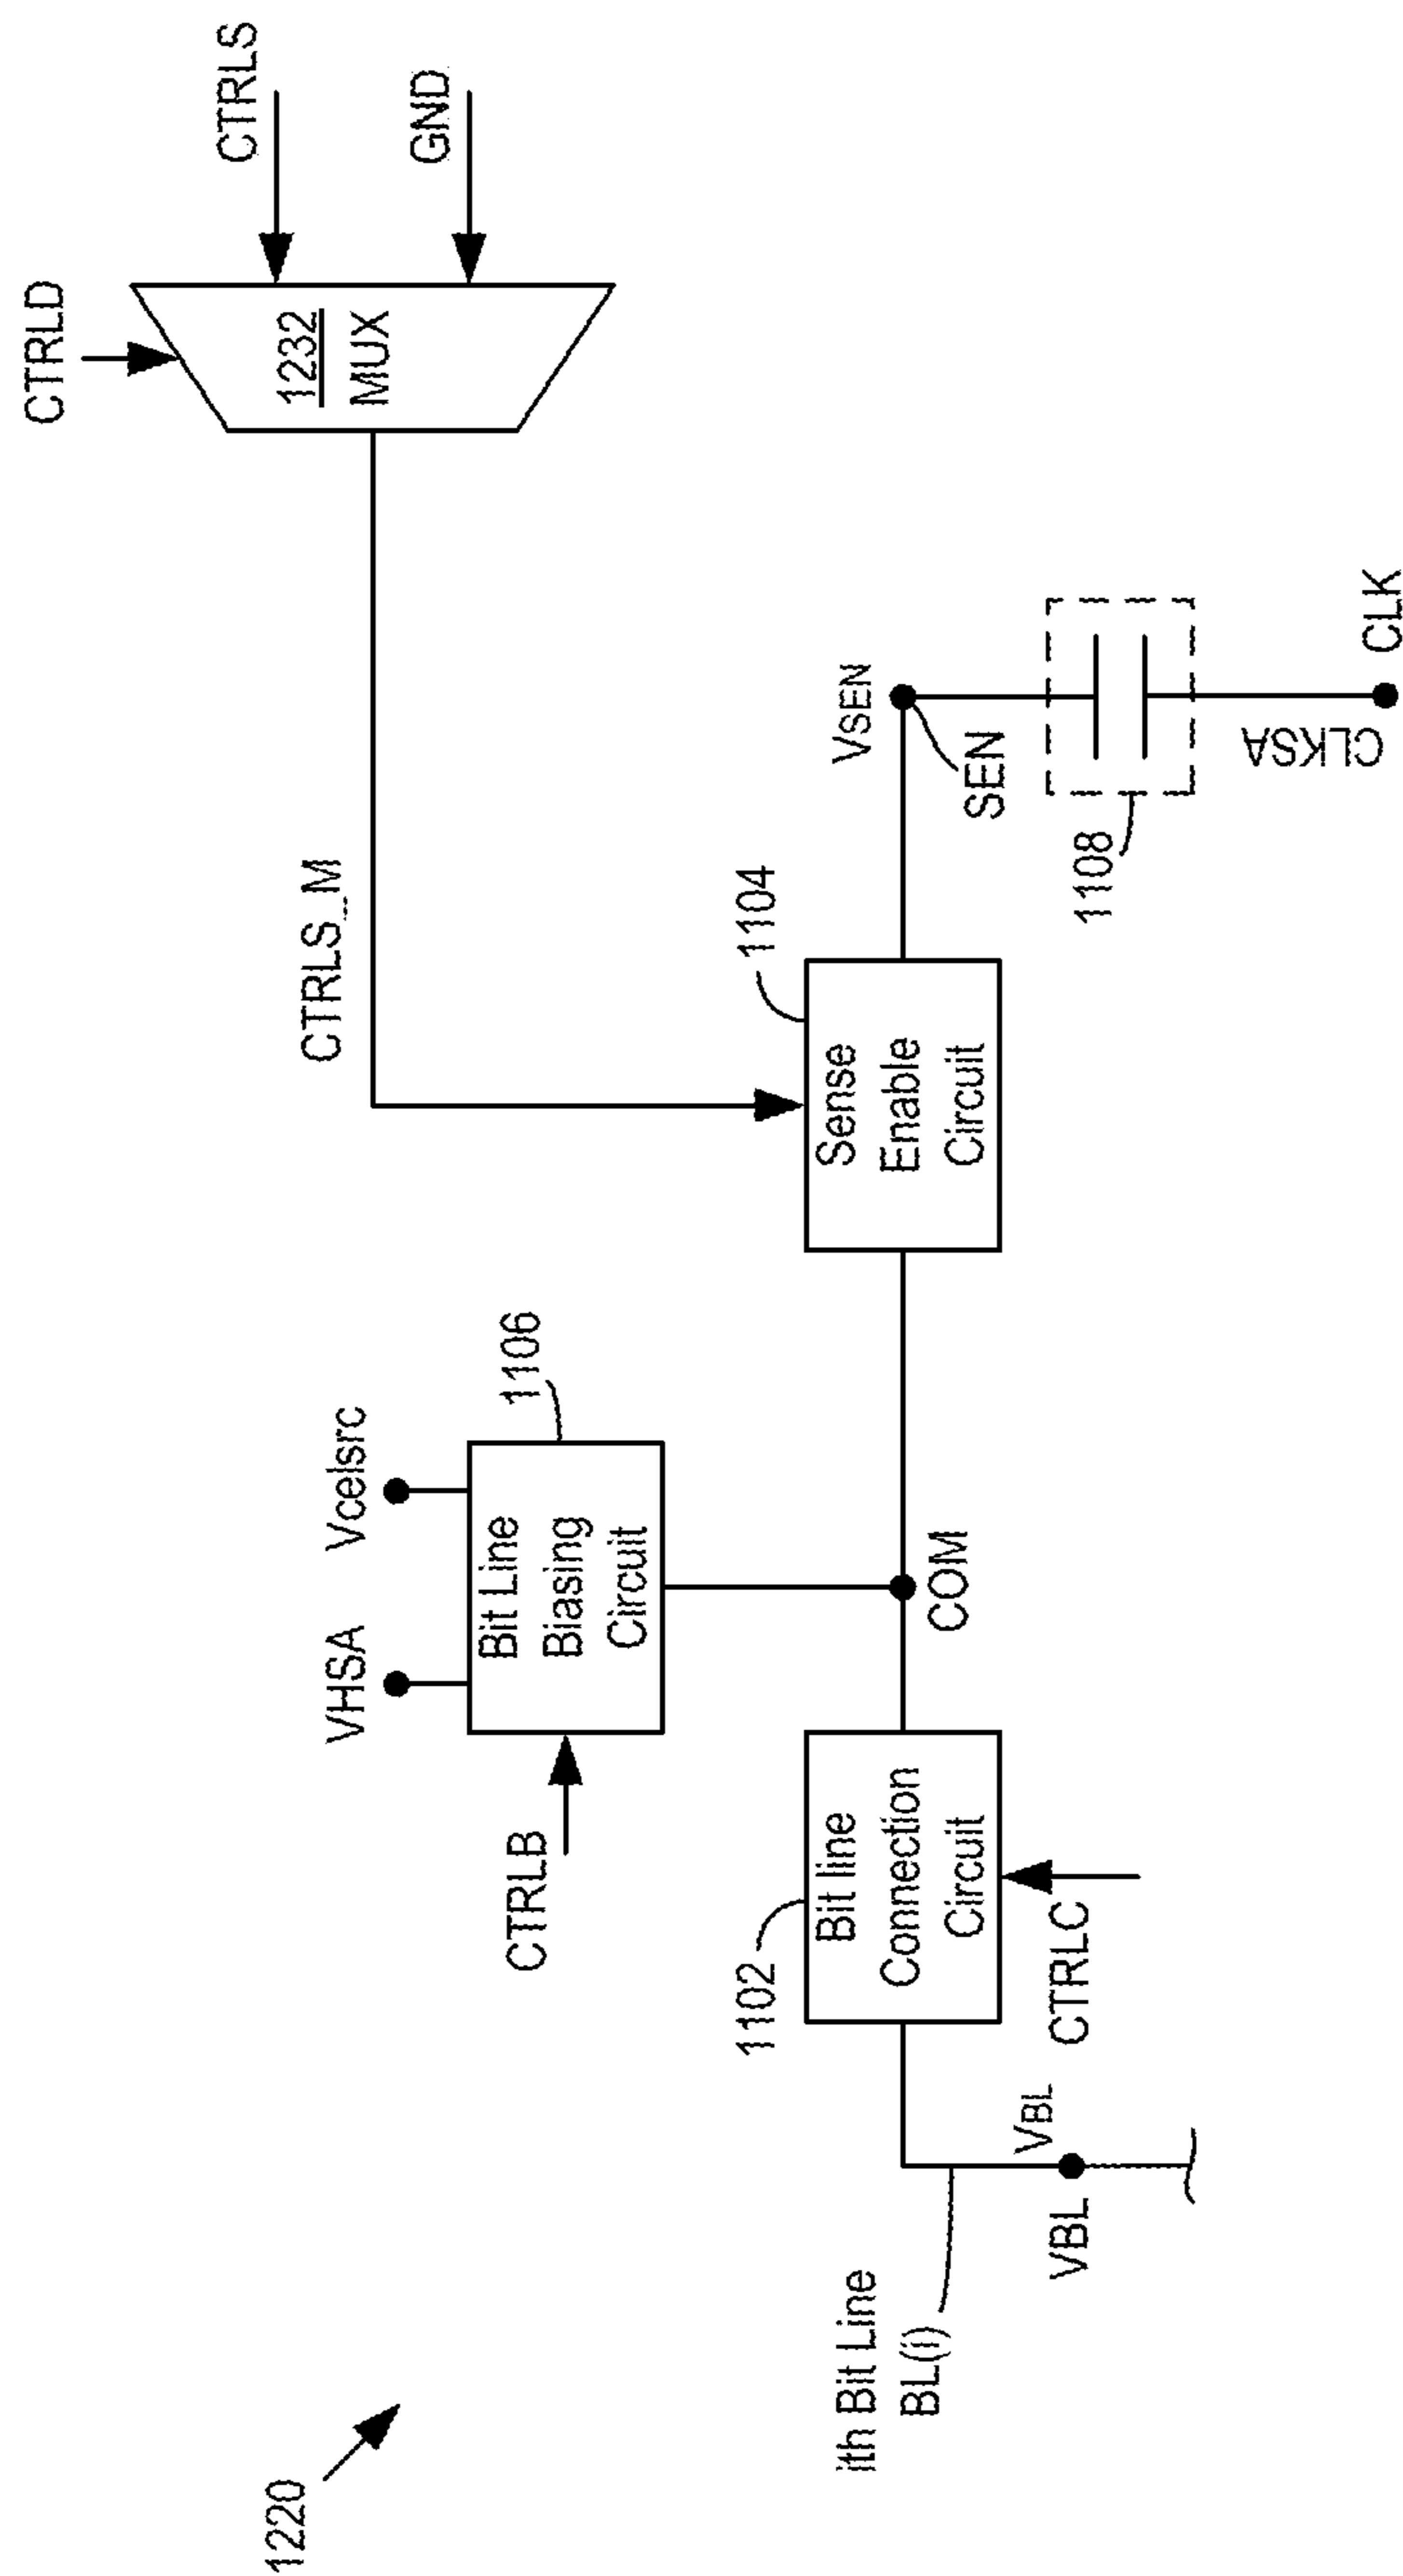 1220
CTRLD
CTRLS
GND
1232
MUX
CTRLS_M
VHSA
Vcelsrc
CTRLB
Bit Line
Biasing
Circuit
1106
1102
Bit line
Connection
Circuit
CTRLC
COM
1104
Sense
Enable
Circuit
VSEN
SEN
1108
CLKSA
CLK
ith Bit Line
BL(i)
VBL
VBL